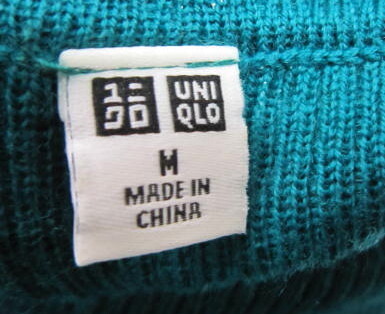 ユニ UNI
クロ QLO
M
MADE IN
CHINA